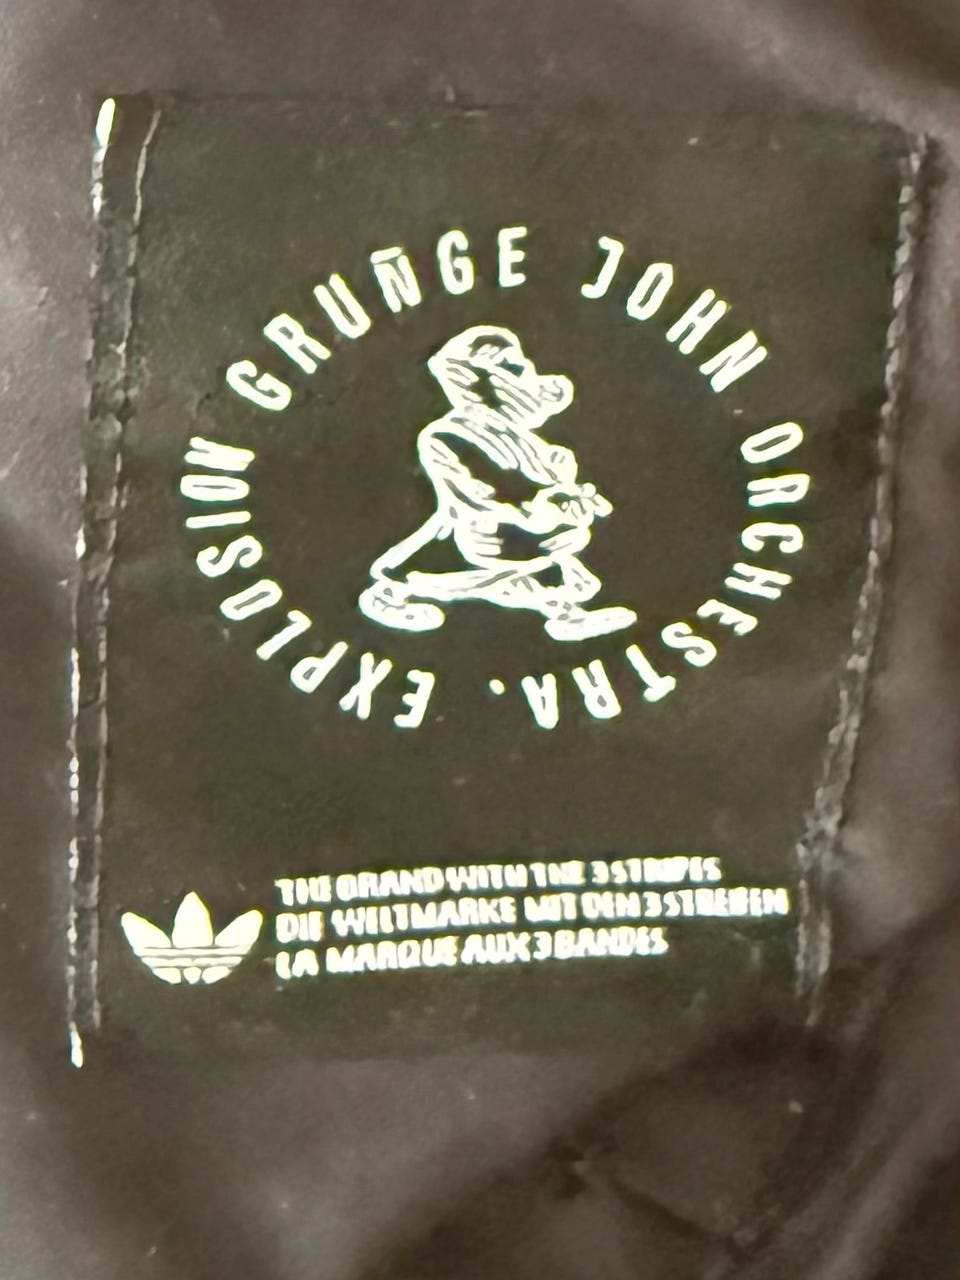 GRUNGE JOHN ORCHESTRA. EXPLOSION
THE BRAND WITH THE 3 STRIPES
DIE WELTMARKE MIT DEN 3 STREIFEN
LA MARQUE AUX 3 BANDES